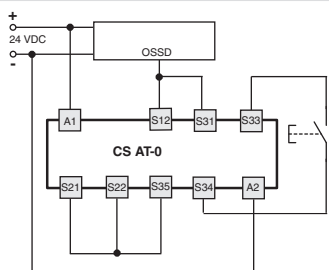 +
24 VDC
-
OSSD
A1
S12
S31
S33
CS AT-0
S21
S22
S35
S34
A2